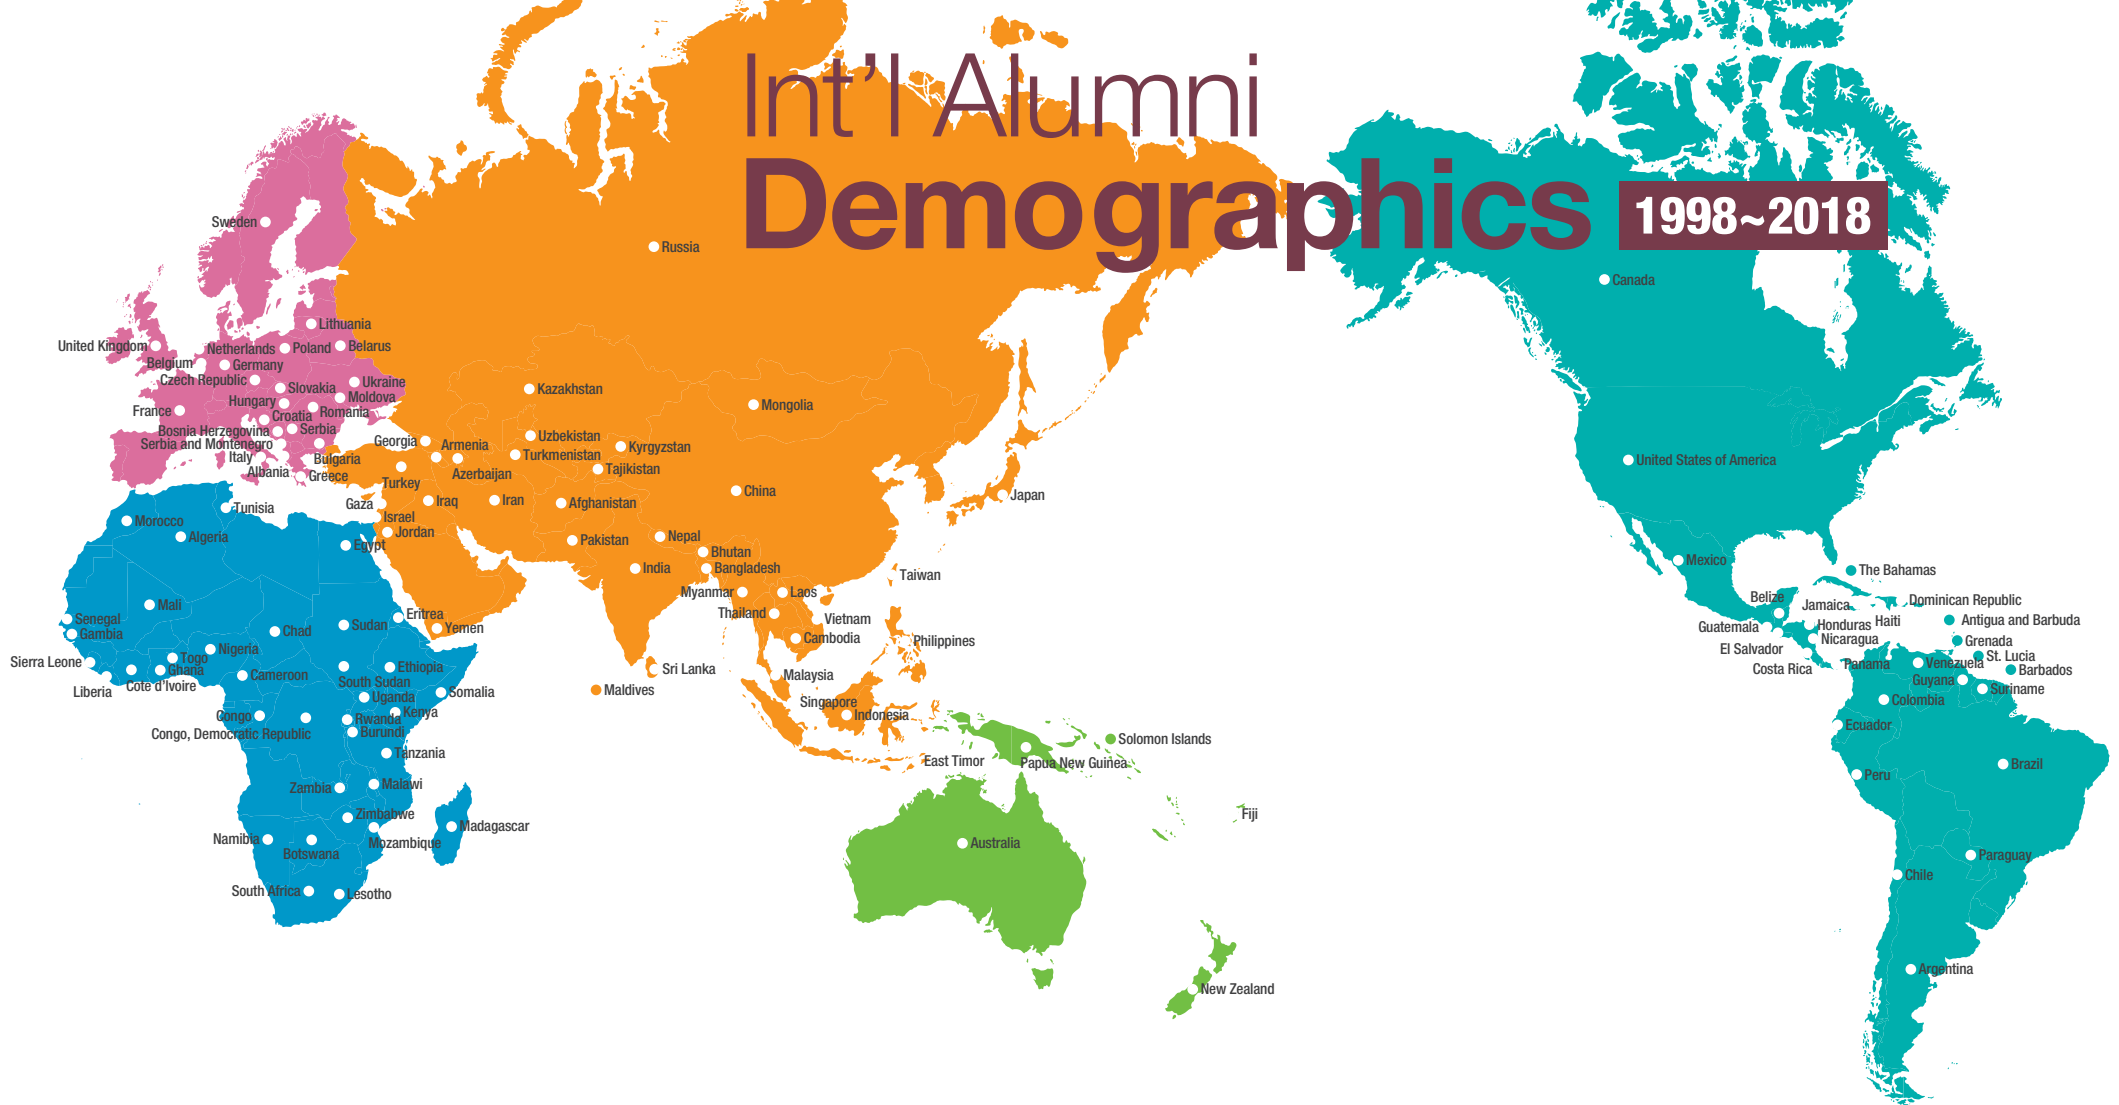 Int'l Alumni
Demographics 1998~2018
Sweden
Russia
Canada
Lithuania
United Kingdom
Netherlands
Poland
Belarus
Belgium
Germany
Czech Republic
Slovakia
Ukraine
Hungary
Moldova
France
Croatia
Romania
Bosnia Herzegovina
Serbia
Serbia and Montenegro
Italy
Bulgaria
Albania
Greece
Kazakhstan
Mongolia
Georgia
Armenia
Uzbekistan
Kyrgyzstan
Turkmenistan
Azerbaijan
Tajikistan
Turkey
China
Japan
Gaza
Iraq
Iran
Afghanistan
Israel
Jordan
Pakistan
Nepal
Bhutan
India
Bangladesh
Taiwan
Myanmar
Laos
Thailand
Vietnam
Cambodia
Philippines
Sri Lanka
Malaysia
Maldives
Singapore
Indonesia
East Timor
Yemen
Tunisia
Morocco
Algeria
Egypt
Mali
Senegal
Gambia
Eritrea
Chad
Sudan
Nigeria
Togo
Sierra Leone
Ghana
Ethiopia
Cameroon
Cote d'Ivoire
South Sudan
Liberia
Uganda
Somalia
Congo
Kenya
Rwanda
Congo, Democratic Republic
Burundi
Tanzania
Zambia
Malawi
Zimbabwe
Madagascar
Namibia
Mozambique
Botswana
South Africa
Lesotho
Solomon Islands
Papua New Guinea
Fiji
Australia
New Zealand
United States of America
Mexico
The Bahamas
Belize
Jamaica
Dominican Republic
Antigua and Barbuda
Guatemala
Honduras
Haiti
Nicaragua
Grenada
El Salvador
St. Lucia
Costa Rica
Panama
Venezuela
Barbados
Guyana
Suriname
Colombia
Ecuador
Brazil
Peru
Paraguay
Chile
Argentina